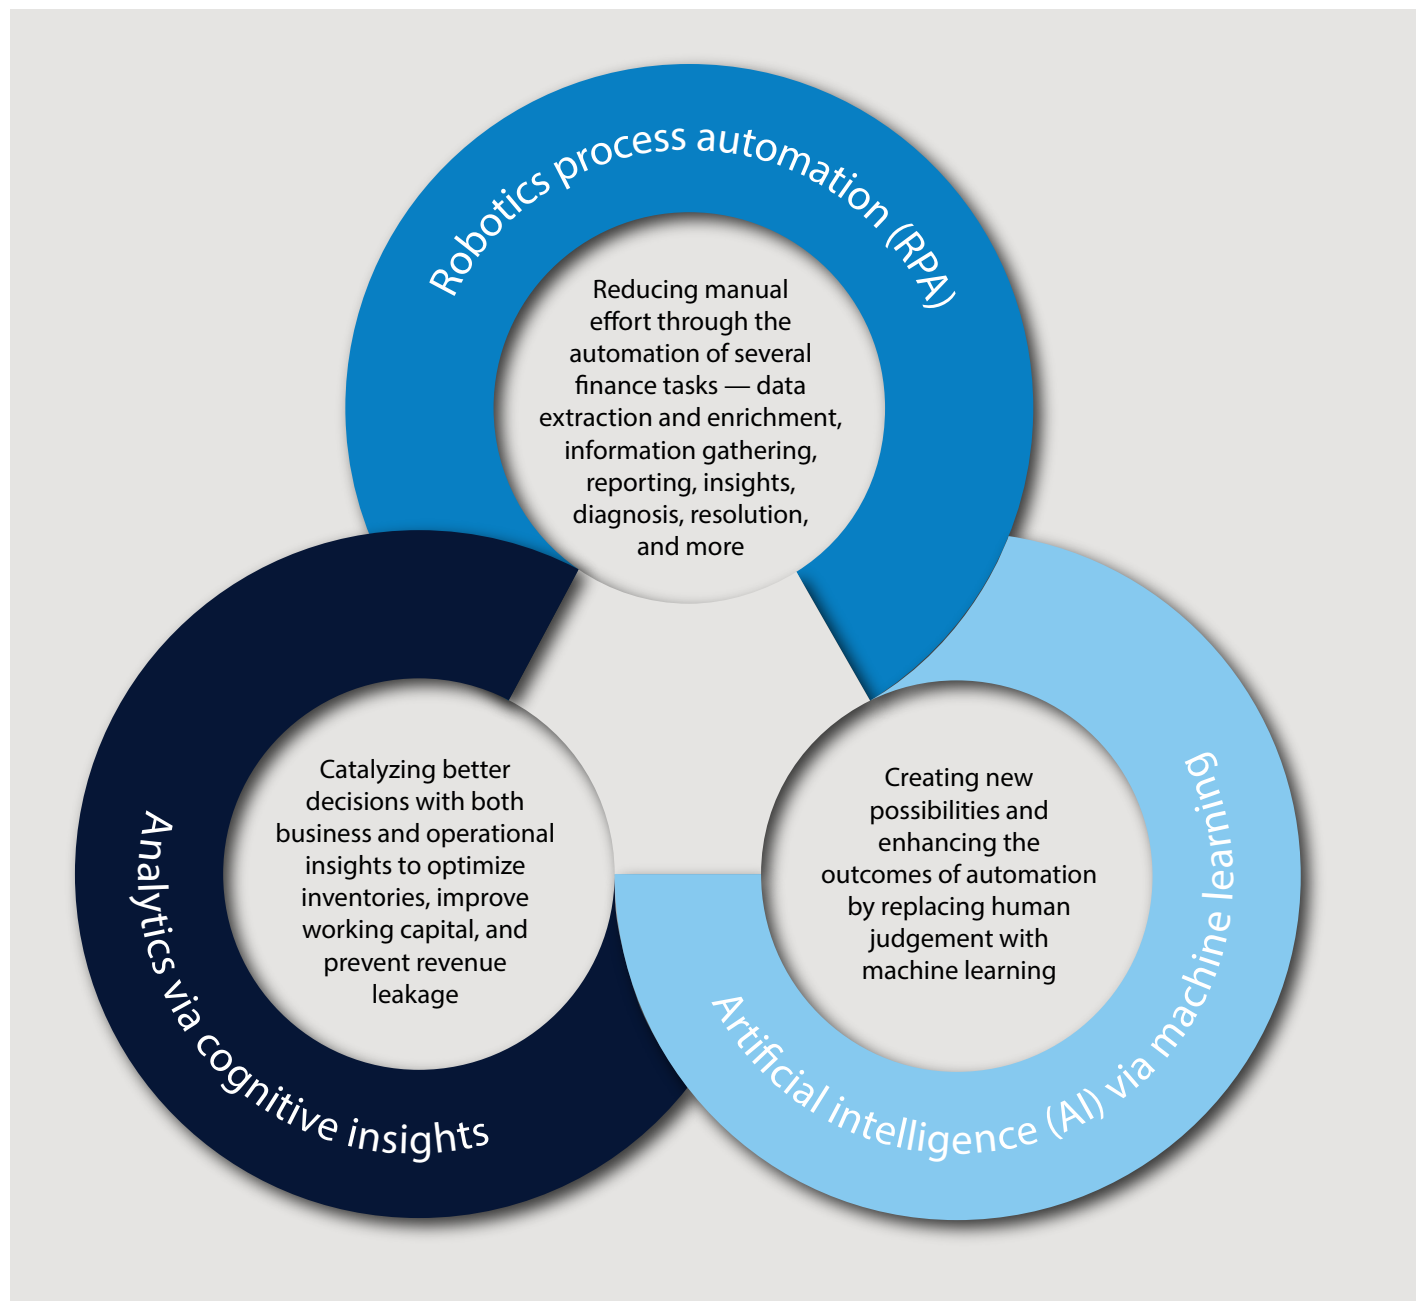 Robotics process automation (RPA)
Reducing manual
effort through the
automation of several
finance tasks — data
extraction and enrichment,
information gathering,
reporting, insights,
diagnosis, resolution,
and more
Analytics via cognitive insights
Catalyzing better
decisions with both
business and operational
insights to optimize
inventories, improve
working capital, and
prevent revenue
leakage
Artificial intelligence (AI) via machine learning
Creating new
possibilities and
enhancing the
outcomes of automation
by replacing human
judgement with
machine learning